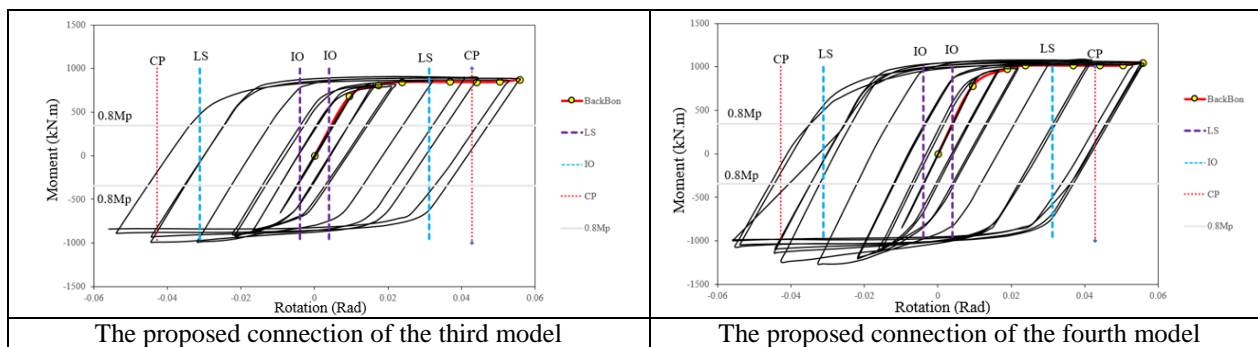 1500
1000
500
0
-500
-1000
-1500
Moment (kN.m)
CP
LS
IO
IO
LS
CP
0.8Mp
0.8Mp
-0.06
-0.04
-0.02
0
0.02
0.04
0.06
Rotation (Rad)
BackBon
LS
IO
CP
0.8Mp
1500
1000
500
0
-500
-1000
-1500
Moment (kN.m)
CP
LS
IO
IO
LS
CP
0.8Mp
0.8Mp
-0.06
-0.04
-0.02
0
0.02
0.04
0.06
Rotation (Rad)
BackBon
LS
IO
CP
0.8Mp
The proposed connection of the third model
The proposed connection of the fourth model